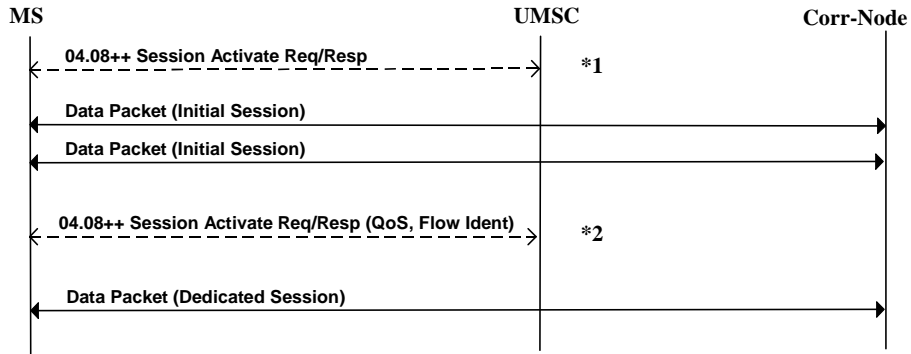 MS UMSC Corr-Node
04.08++ Session Activate Req/Resp
*1
Data Packet (Initial Session)
Data Packet (Initial Session)
04.08++ Session Activate Req/Resp (QoS, Flow Ident)
*2
Data Packet (Dedicated Session)